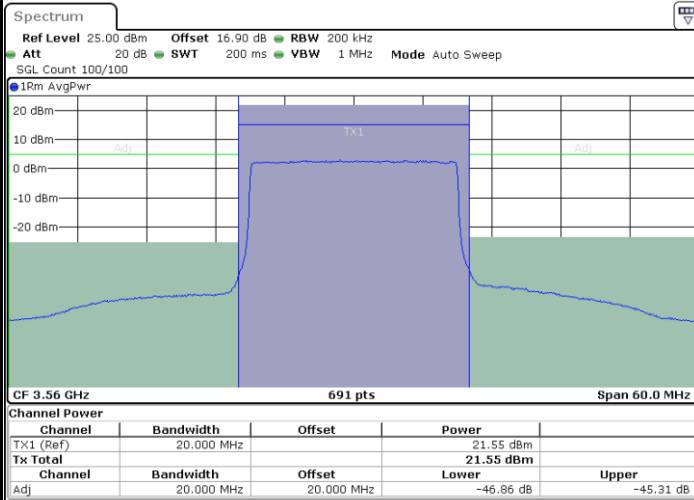 Spectrum
Ref Level 25.00 dBm Offset 16.90 dB RBW 200 kHz
Att 20 dB SWT 200 ms VBW 1 MHz Mode Auto Sweep
SGL Count 100/100
1Rm AvgPwr
20 dBm
TX1
10 dBm
Adj Adj
0 dBm
-10 dBm
-20 dBm
CF 3.56 GHz 691 pts Span 60.0 MHz
Channel Power
Channel Bandwidth Offset Power
TX1 (Ref) 20.000 MHz 21.55 dBm
Tx Total 21.55 dBm
Channel Bandwidth Offset Lower Upper
Adj 20.000 MHz 20.000 MHz -46.86 dB -45.31 dB